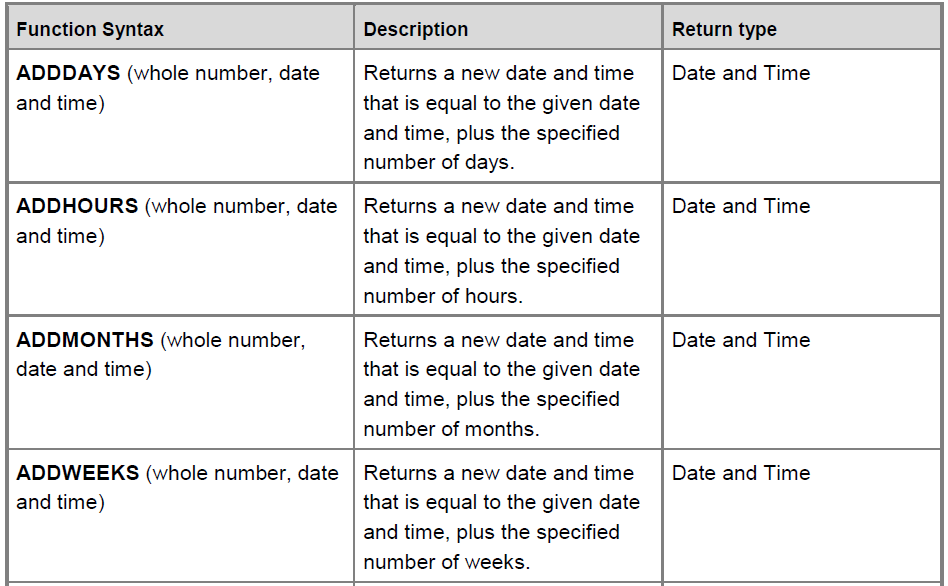 Function Syntax
Description
Return type
ADDDAYS (whole number, date
and time)
Returns a new date and time
that is equal to the given date
and time, plus the specified
number of days.
Date and Time
ADDHOURS (whole number, date
and time)
Returns a new date and time
that is equal to the given date
and time, plus the specified
number of hours.
Date and Time
ADDMONTHS (whole number,
date and time)
Returns a new date and time
that is equal to the given date
and time, plus the specified
number of months.
Date and Time
ADDWEEKS (whole number, date
and time)
Returns a new date and time
that is equal to the given date
and time, plus the specified
number of weeks.
Date and Time